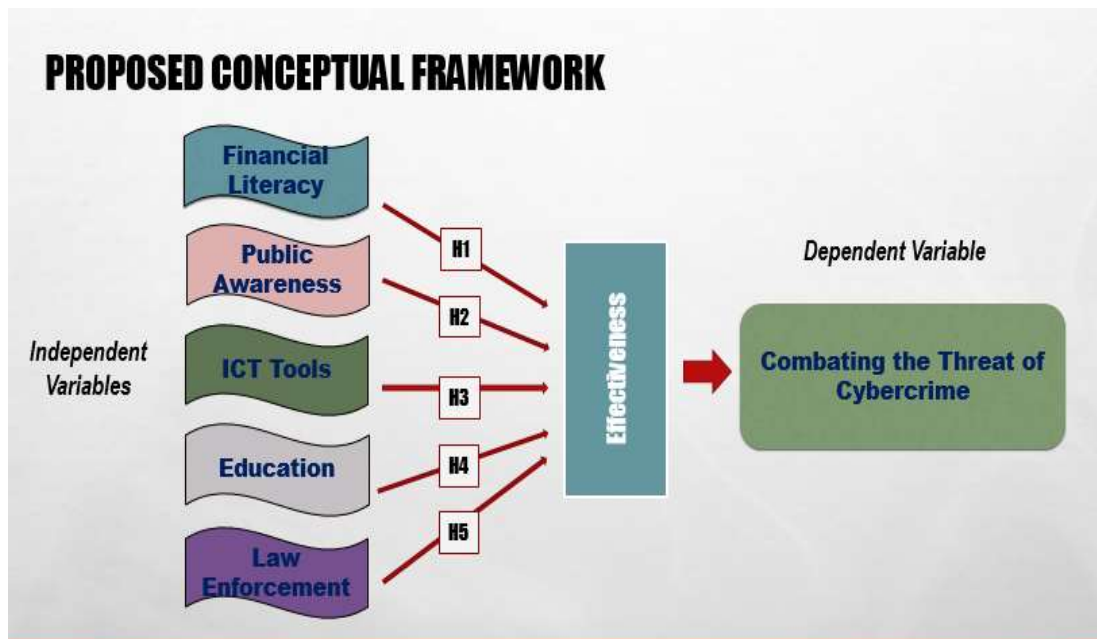 PROPOSED CONCEPTUAL FRAMEWORK
Financial
Literacy
Public
Awareness
ICT Tools
Education
Law
Enforcement
Independent
Variables
H1
H2
H3
H4
H5
Effectiveness
Dependent Variable
Combating the Threat of
Cybercrime